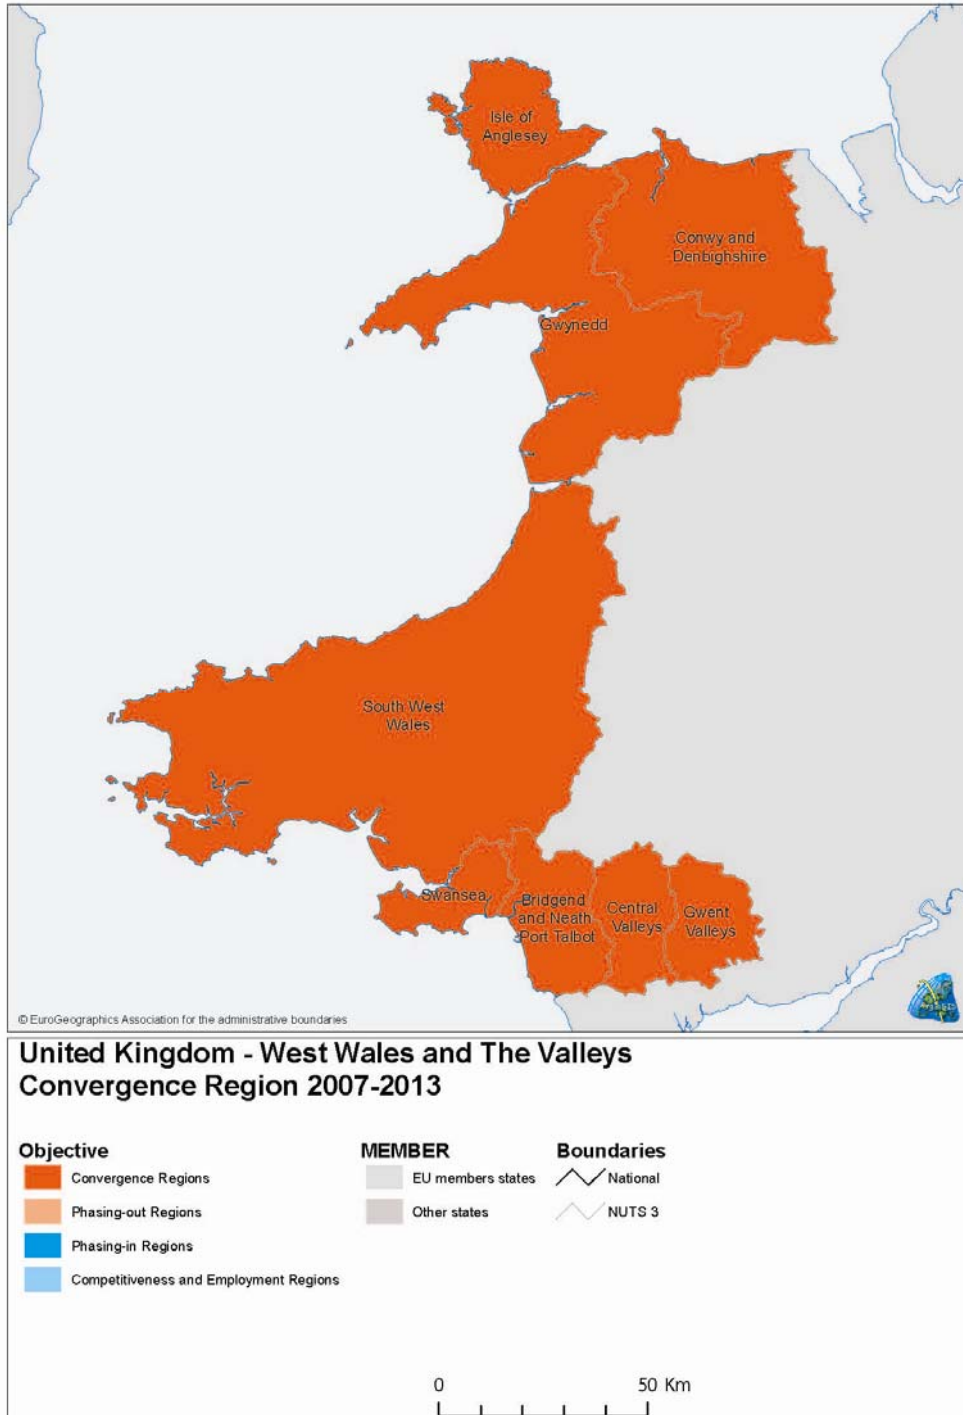 Isle of
Anglesey
Conwy and
Denbighshire
Gwynedd
South West
Wales
Swansea
Bridgend
and Neath
Port Talbot
Central
Valleys
Gwent
Valleys
© EuroGeographics Association for the administrative boundaries
United Kingdom - West Wales and The Valleys
Convergence Region 2007-2013
Objective
Convergence Regions
Phasing-out Regions
Phasing-in Regions
Competitiveness and Employment Regions
MEMBER
EU members states
Other states
Boundaries
National
NUTS 3
0 50 Km